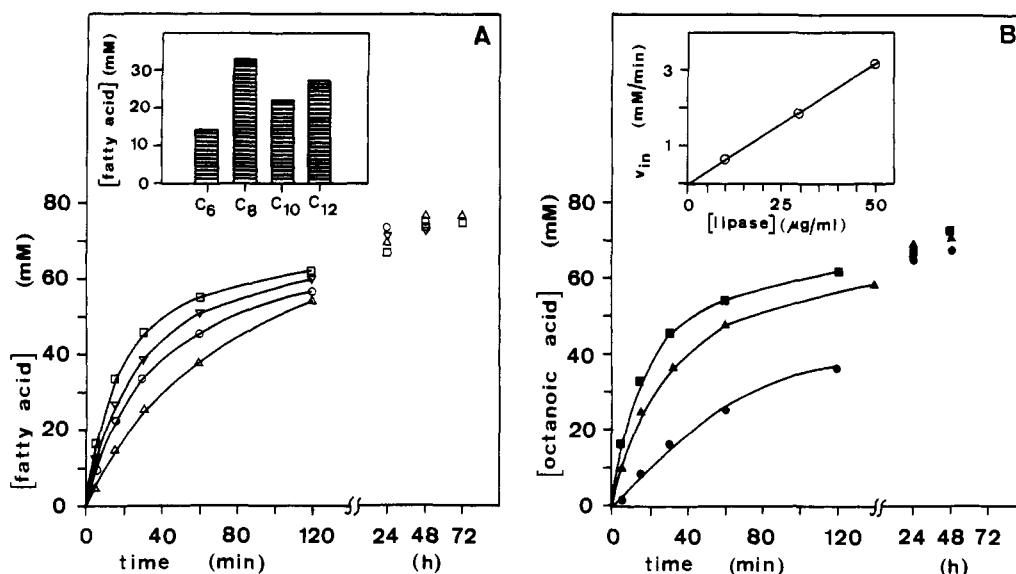 A
[fatty acid] (mM)
30
20
10
0
C6 C8 C10 C12
[fatty acid] (mM)
80
60
40
20
0
0 40 80 120 24 48 72
time (min) (h)
B
v_in (mM/min)
3
1
0 25 50
[lipase] (µg/ml)
[octanoic acid] (mM)
80
60
40
20
0
0 40 80 120 24 48 72
time (min) (h)